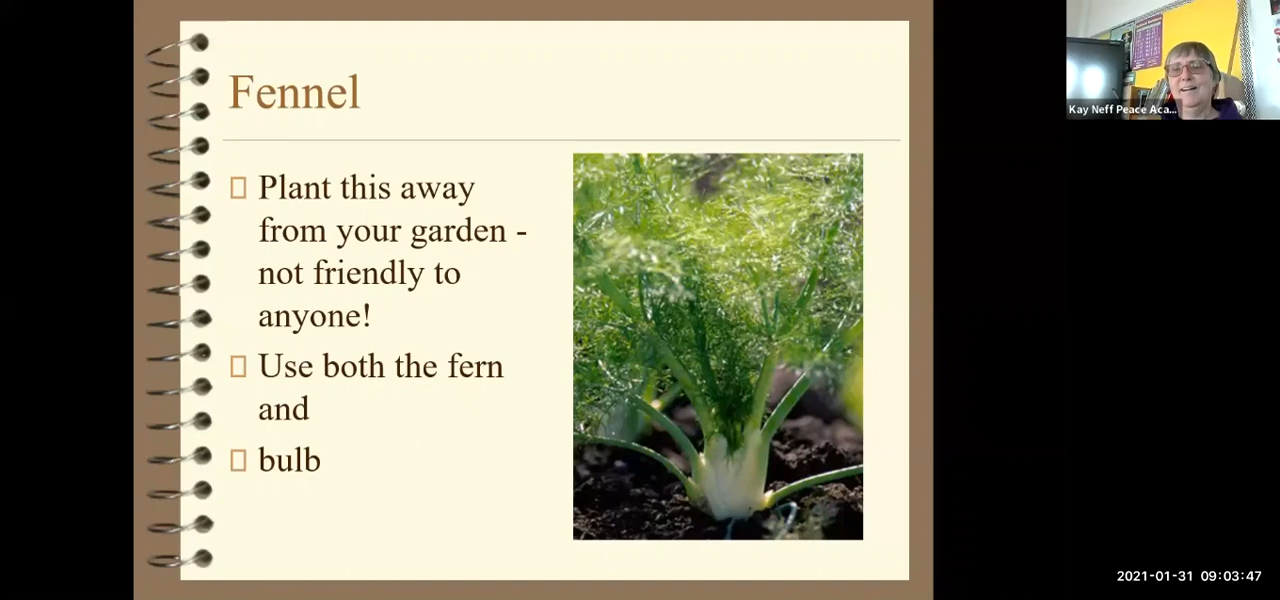 Fennel
Plant this away
from your garden -
not friendly to
anyone!
Use both the fern
and
bulb
Kay Neff Peace Aca...
2021-01-31 09:03:47